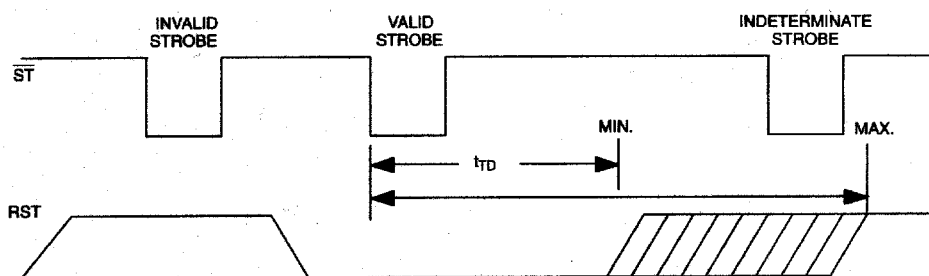 INVALID
STROBE
VALID
STROBE
INDETERMINATE
STROBE
ST
MIN.
MAX.
tTD
RST